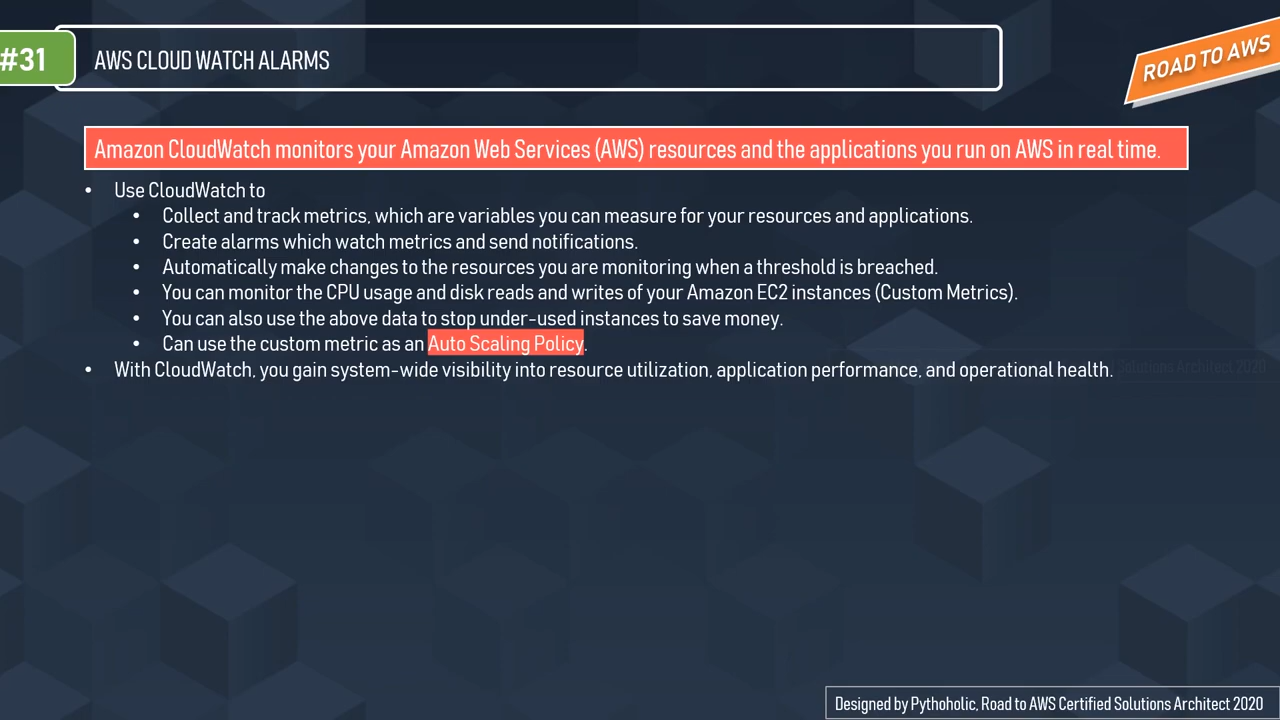 #31
AWS CLOUD WATCH ALARMS
ROAD TO AWS
Amazon CloudWatch monitors your Amazon Web Services (AWS) resources and the applications you run on AWS in real time.
• Use CloudWatch to
• Collect and track metrics, which are variables you can measure for your resources and applications.
• Create alarms which watch metrics and send notifications.
• Automatically make changes to the resources you are monitoring when a threshold is breached.
• You can monitor the CPU usage and disk reads and writes of your Amazon EC2 instances (Custom Metrics).
• You can also use the above data to stop under-used instances to save money.
• Can use the custom metric as an Auto Scaling Policy.
• With CloudWatch, you gain system-wide visibility into resource utilization, application performance, and operational health.
Solutions Architect 2020
Designed by Pythoholic, Road to AWS Certified Solutions Architect 2020